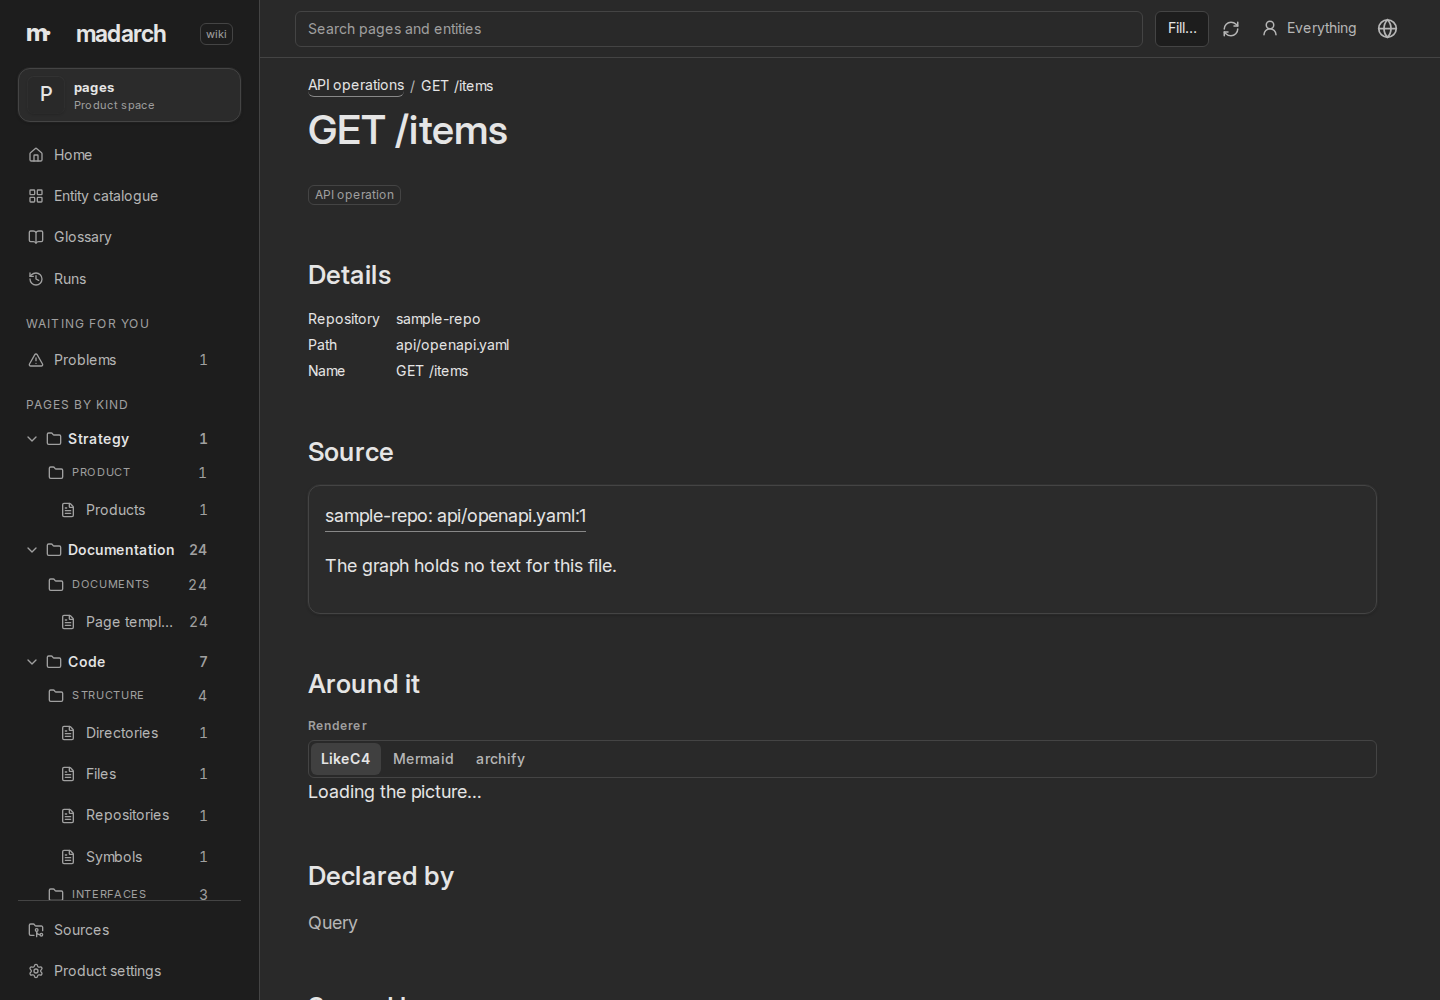 madarch
wiki
P
pages
Product space
Home
Entity catalogue
Glossary
Runs
WAITING FOR YOU
Problems 1
PAGES BY KIND
Strategy 1
PRODUCT 1
Products 1
Documentation 24
DOCUMENTS 24
Page templ... 24
Code 7
STRUCTURE 4
Directories 1
Files 1
Repositories 1
Symbols 1
INTERFACES 3
Sources
Product settings
Search pages and entities
Fill...
Everything
API operations / GET /items
GET /items
API operation
Details
Repository sample-repo
Path api/openapi.yaml
Name GET /items
Source
sample-repo: api/openapi.yaml:1
The graph holds no text for this file.
Around it
Renderer
LikeC4 Mermaid archify
Loading the picture...
Declared by
Query